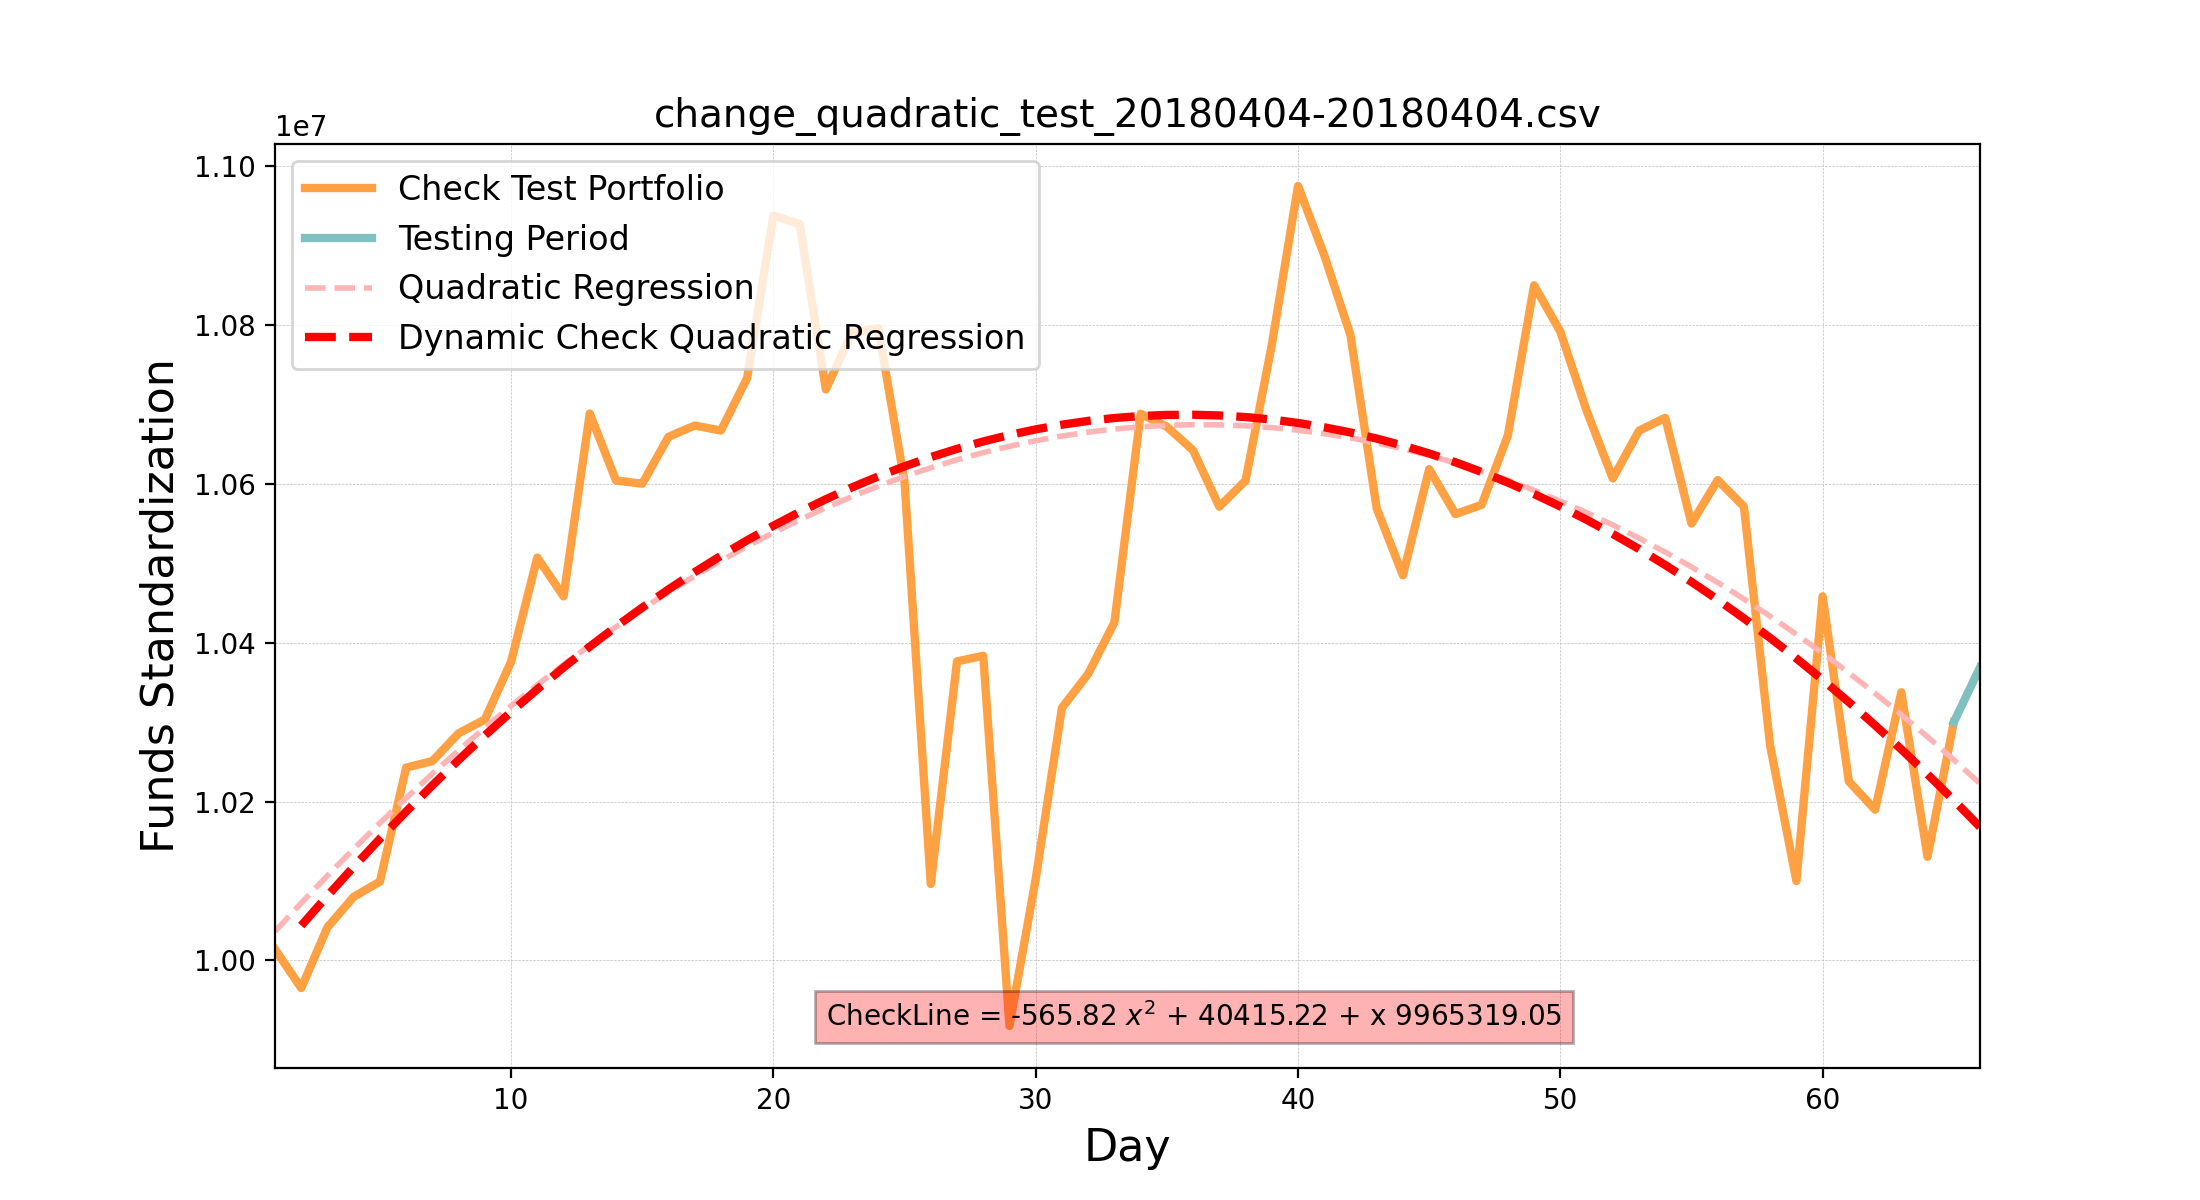 change_quadratic_test_20180404-20180404.csv
1e7
1.10
1.08
1.06
1.04
1.02
1.00
Funds Standardization
Check Test Portfolio
Testing Period
Quadratic Regression
Dynamic Check Quadratic Regression
CheckLine = -565.82 x² + 40415.22 + x 9965319.05
10 20 30 40 50 60
Day